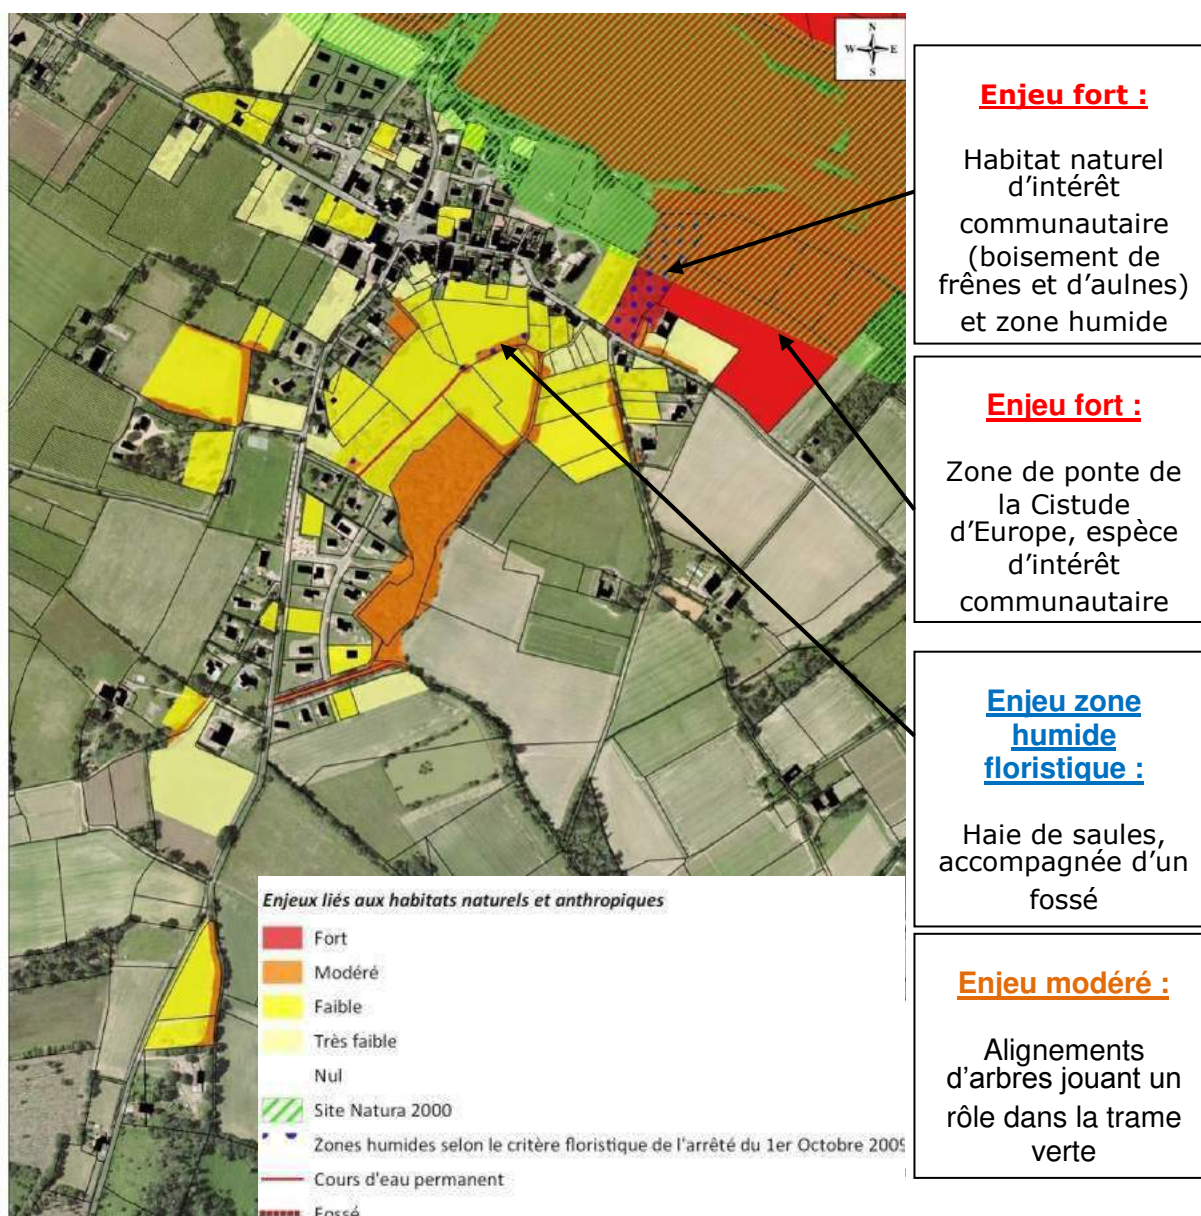 N
W E
S
Enjeu fort :
Habitat naturel
d’intérêt
communautaire
(boisement de
frênes et d’aulnes)
et zone humide
Enjeu fort :
Zone de ponte de
la Cistude
d’Europe, espèce
d’intérêt
communautaire
Enjeu zone
humide
floristique :
Haie de saules,
accompagnée d’un
fossé
Enjeu modéré :
Alignements
d’arbres jouant un
rôle dans la trame
verte
Enjeux liés aux habitats naturels et anthropiques
Fort
Modéré
Faible
Très faible
Nul
Site Natura 2000
Zones humides selon le critère floristique de l'arrêté du 1er Octobre 2009
Cours d'eau permanent
Fossé